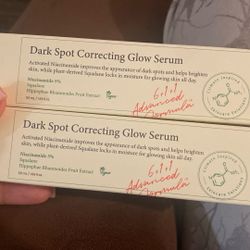 Dark Spot Correcting Glow Serum
Activated Niacinamide improves the appearance of dark spots and helps brighten
skin, while plant-derived Squalane locks in moisture for glowing skin all day.
Niacinamide 5%
Squalane
Hippophae Rhamnoides Fruit Extract
Vegan
Advanced
Formula
Dark Spot Correcting Glow Serum
Activated Niacinamide improves the appearance of dark spots and helps brighten
skin, while plant-derived Squalane locks in moisture for glowing skin all day.
Niacinamide 5%
Squalane
Hippophae Rhamnoides Fruit Extract
Vegan
Advanced
Formula